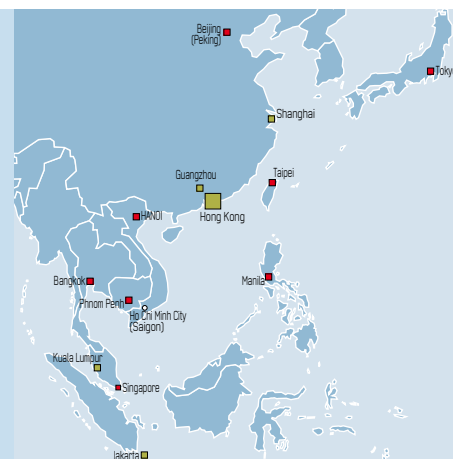 Beijing
(Peking)
Tokyo
Shanghai
Guangzhou
Taipei
Hong Kong
HANOI
Bangkok
Manila
Phnom Penh
Ho Chi Minh City
(Saigon)
Kuala Lumpur
Singapore
Jakarta